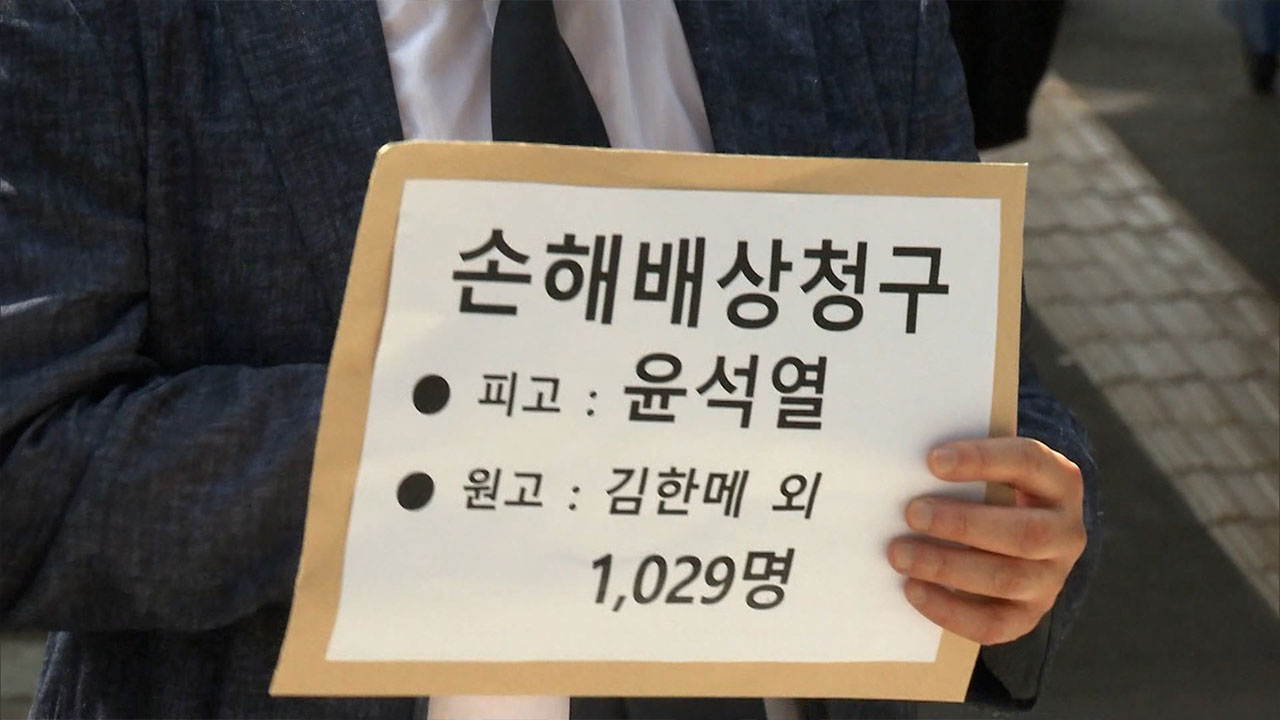 손해배상청구
● 피고 : 윤석열
● 원고 : 김한메 외
1,029명